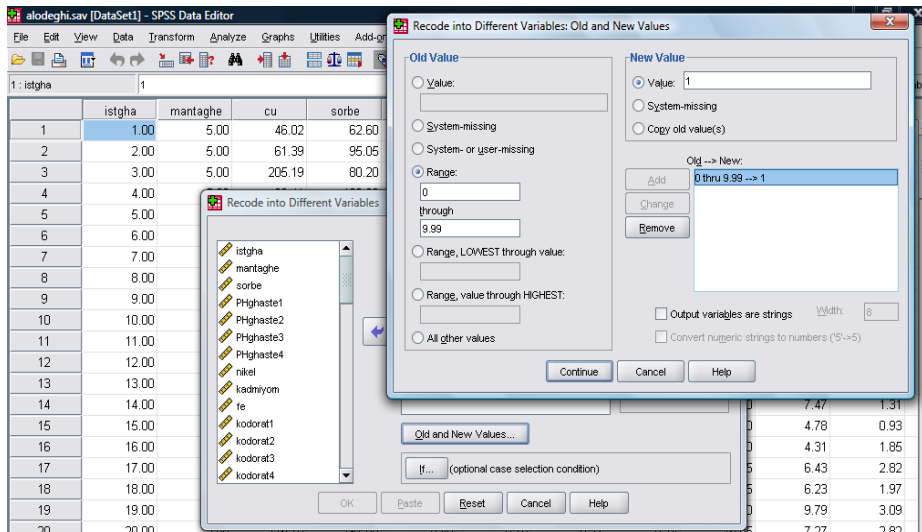 alodeghi.sav [DataSet1] - SPSS Data Editor
File Edit View Data Transform Analyze Graphs Utilities Add-on
1 : istgha 1
istgha mantaghe cu sorbe
1 1.00 5.00 46.02 62.60
2 2.00 5.00 61.39 95.05
3 3.00 5.00 205.19 80.20
4 4.00
5 5.00
6 6.00
7 7.00
8 8.00
9 9.00
10 10.00
11 11.00
12 12.00
13 13.00
14 14.00 7.47 1.31
15 15.00 4.78 0.93
16 16.00 4.31 1.85
17 17.00 6.43 2.82
18 18.00 6.23 1.97
19 19.00 9.79 3.09
20 20.00 7.27 2.82
Recode into Different Variables
istgha
mantaghe
sorbe
PHghaste1
PHghaste2
PHghaste3
PHghaste4
nikel
kadmiyom
fe
kodorat1
kodorat2
kodorat3
kodorat4
Old and New Values...
If... (optional case selection condition)
OK Paste Reset Cancel Help
Recode into Different Variables: Old and New Values
Old Value
Value:
System-missing
System- or user-missing
Range:
0
through
9.99
Range, LOWEST through value:
Range, value through HIGHEST:
All other values
New Value
Value: 1
System-missing
Copy old value(s)
Old --> New:
Add
0 thru 9.99 --> 1
Change
Remove
Output variables are strings Width: 8
Convert numeric strings to numbers ('5'->5)
Continue Cancel Help